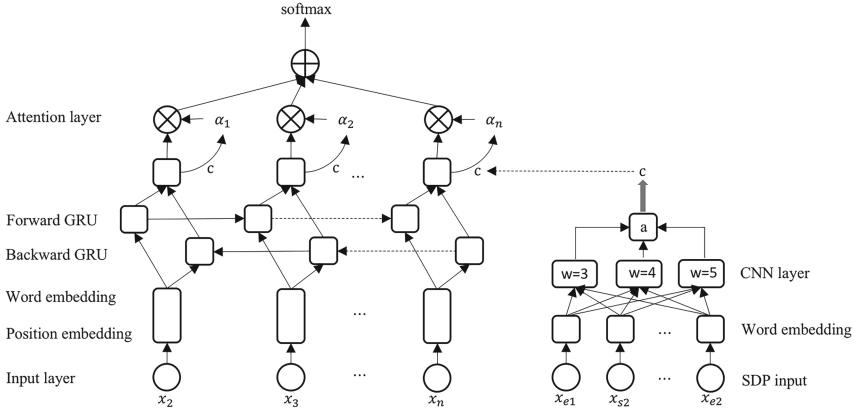 softmax
Attention layer α1 α2 αn
c c ... c c
Forward GRU a
Backward GRU
w=3 w=4 w=5 CNN layer
Word embedding
... 
Position embedding ... Word embedding
Input layer ... ... SDP input
x2 x3 xn xe1 xs2 xe2